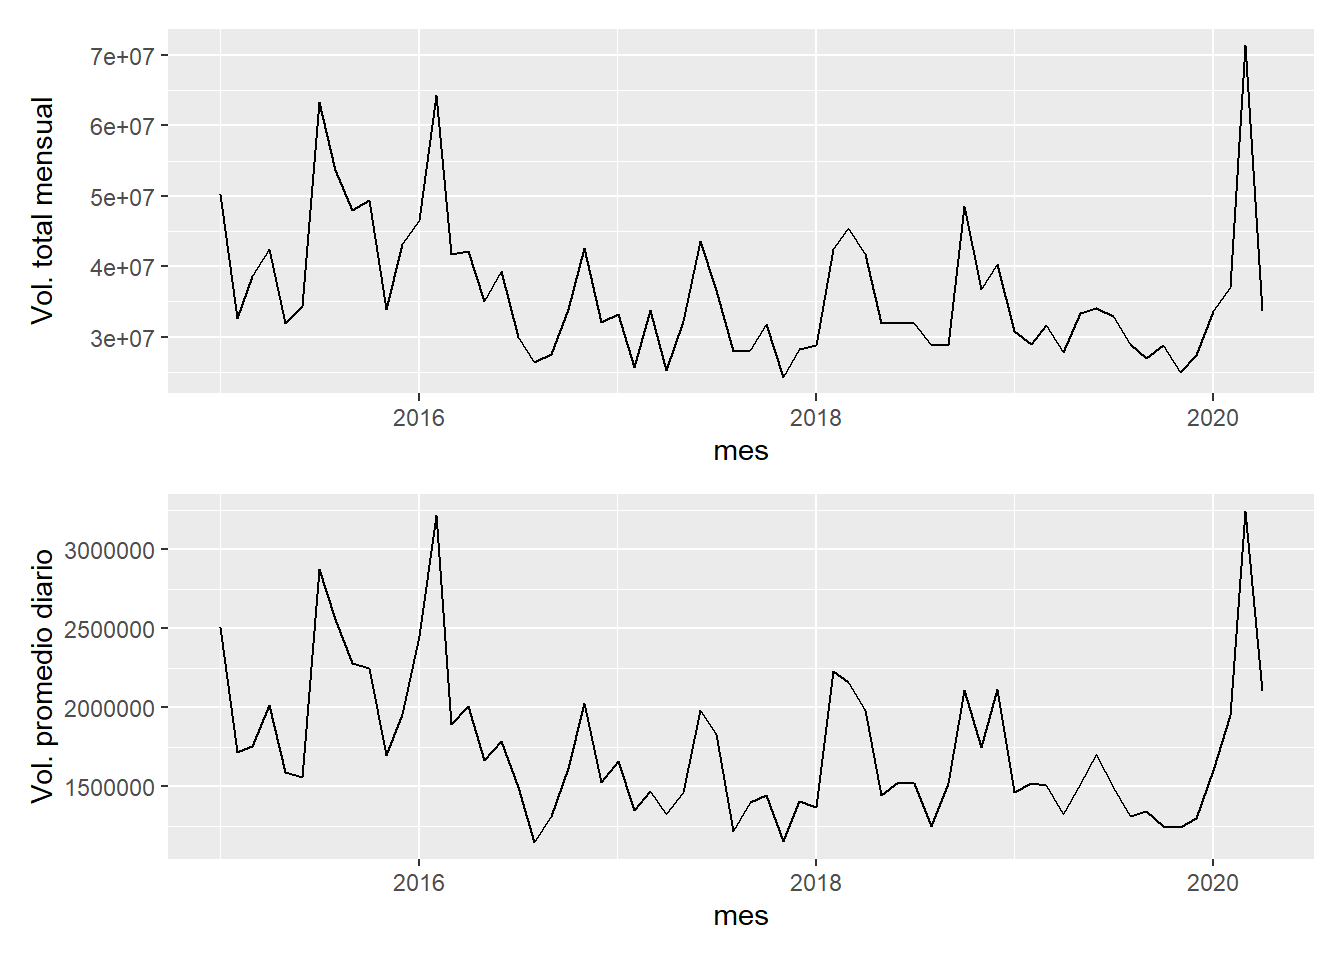 Vol. total mensual
7e+07
6e+07
5e+07
4e+07
3e+07
2016 2018 2020
mes
Vol. promedio diario
3000000
2500000
2000000
1500000
2016 2018 2020
mes